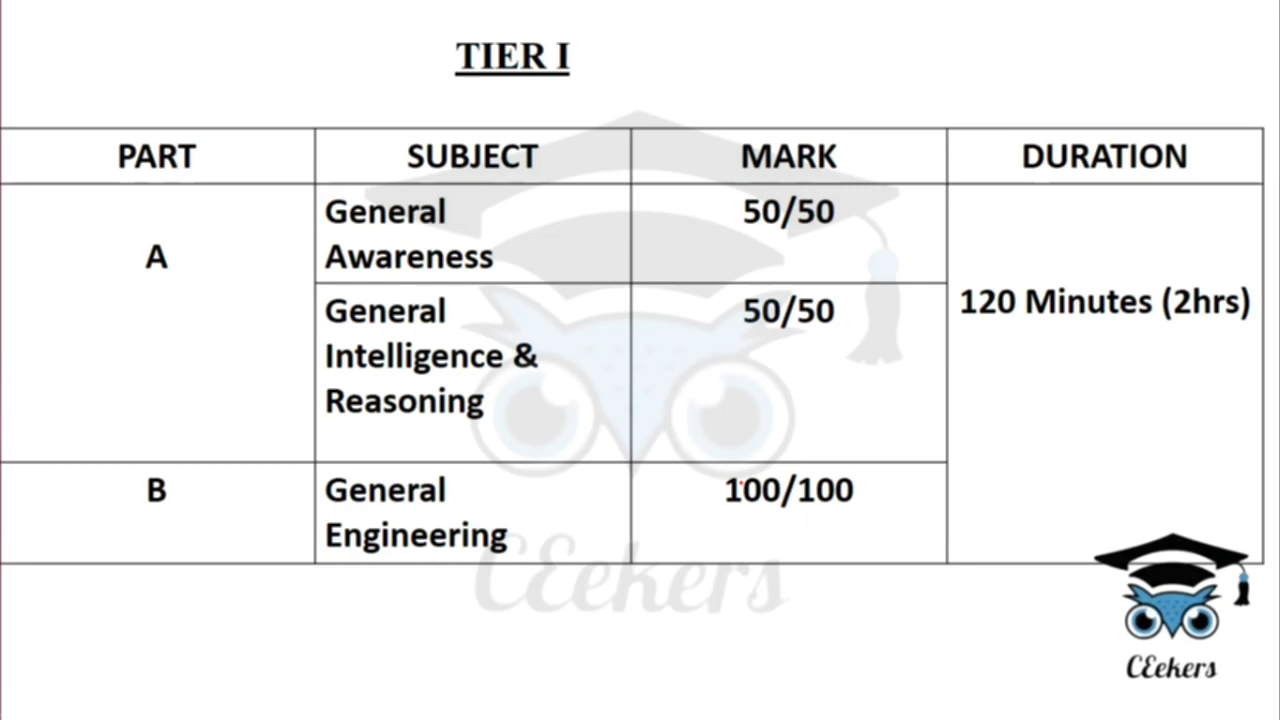 TIER I
PART SUBJECT MARK DURATION
A
General
Awareness
50/50
120 Minutes (2hrs)
General
Intelligence &
Reasoning
50/50
B
General
Engineering
100/100
CEekers
CEekers